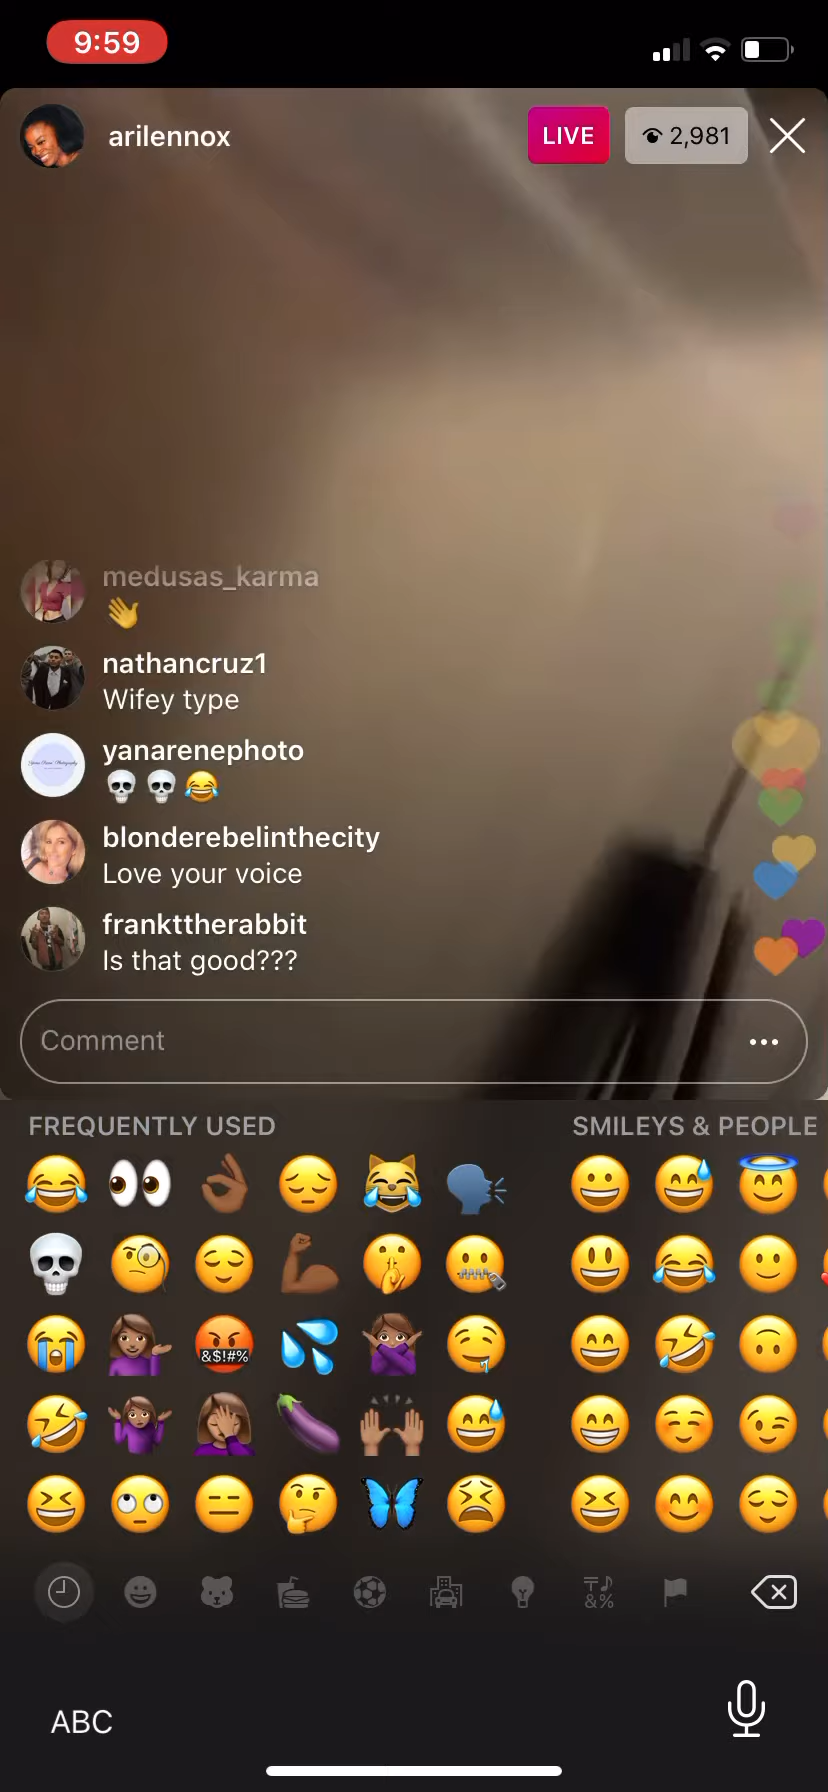 9:59
arilennox
LIVE
2,981
medusas_karma
👋
nathancruz1
Wifey type
yanarenephoto
💀💀😂
blonderebelinthecity
Love your voice
frankttherabbit
Is that good???
Comment
FREQUENTLY USED
SMILEYS & PEOPLE
&$!#%
&%
ABC